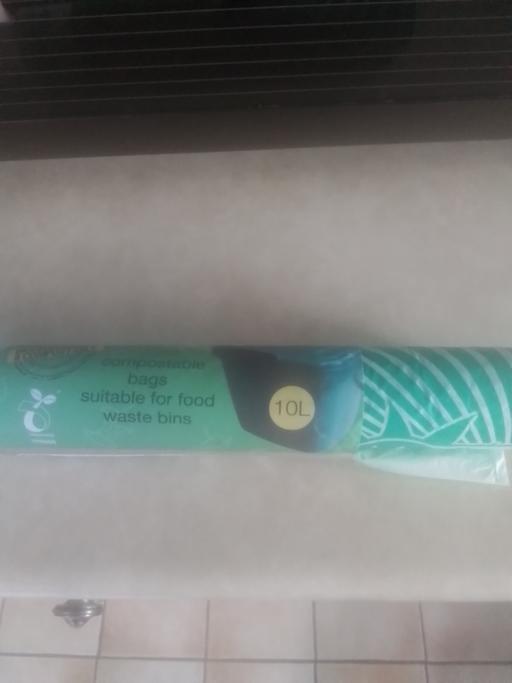 compostable
bags
suitable for food
waste bins
10L